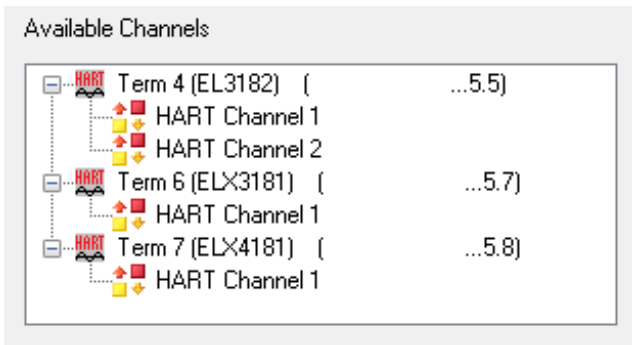 Available Channels
HART Term 4 (EL3182) ( ...5.5)
HART Channel 1
HART Channel 2
HART Term 6 (ELX3181) ( ...5.7)
HART Channel 1
HART Term 7 (ELX4181) ( ...5.8)
HART Channel 1